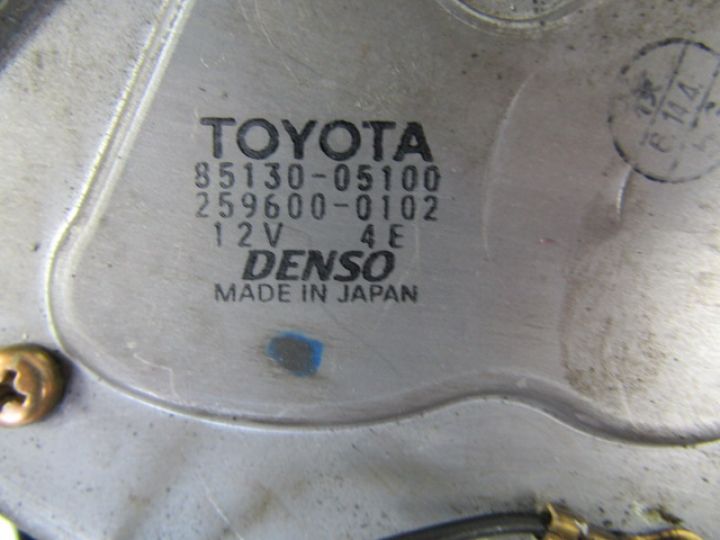 TOYOTA
85130-05100
259600-0102
12V 4E
DENSO
MADE IN JAPAN